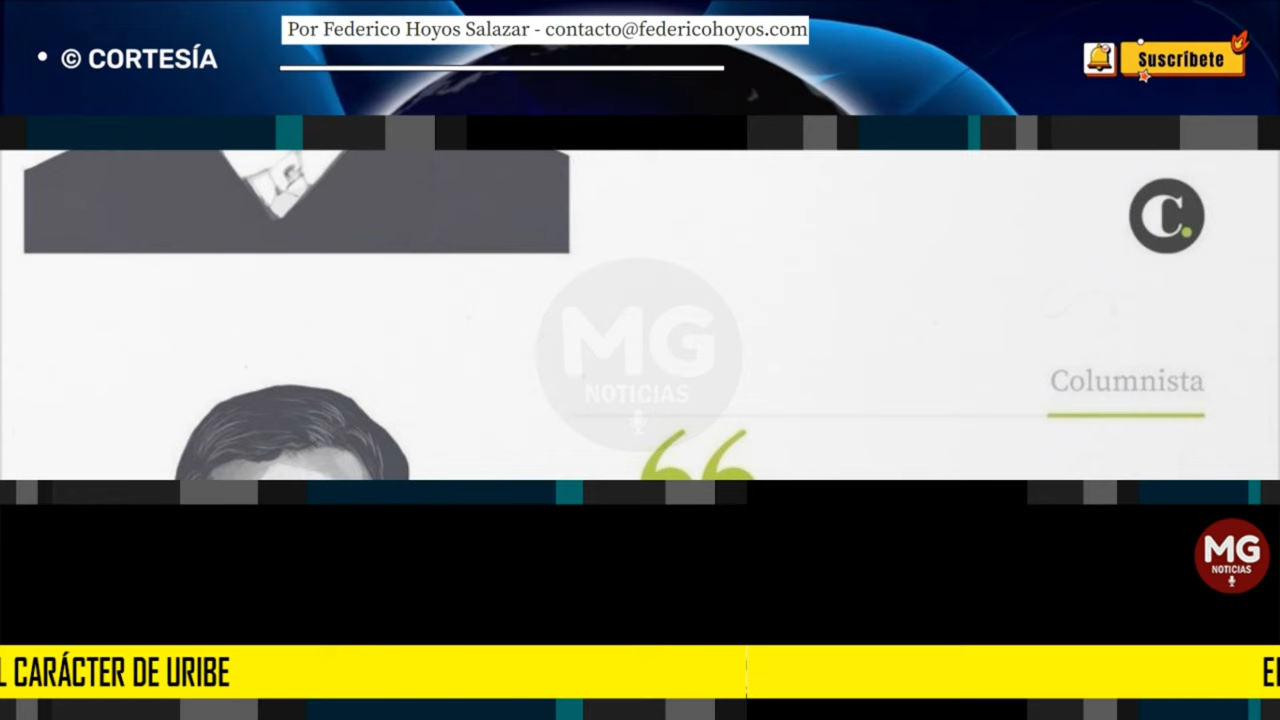 Por Federico Hoyos Salazar - contacto@federicohoyos.com
• © CORTESÍA
Suscríbete
C.
MG
NOTICIAS
Columnista
“
MG
NOTICIAS
L CARÁCTER DE URIBE
E